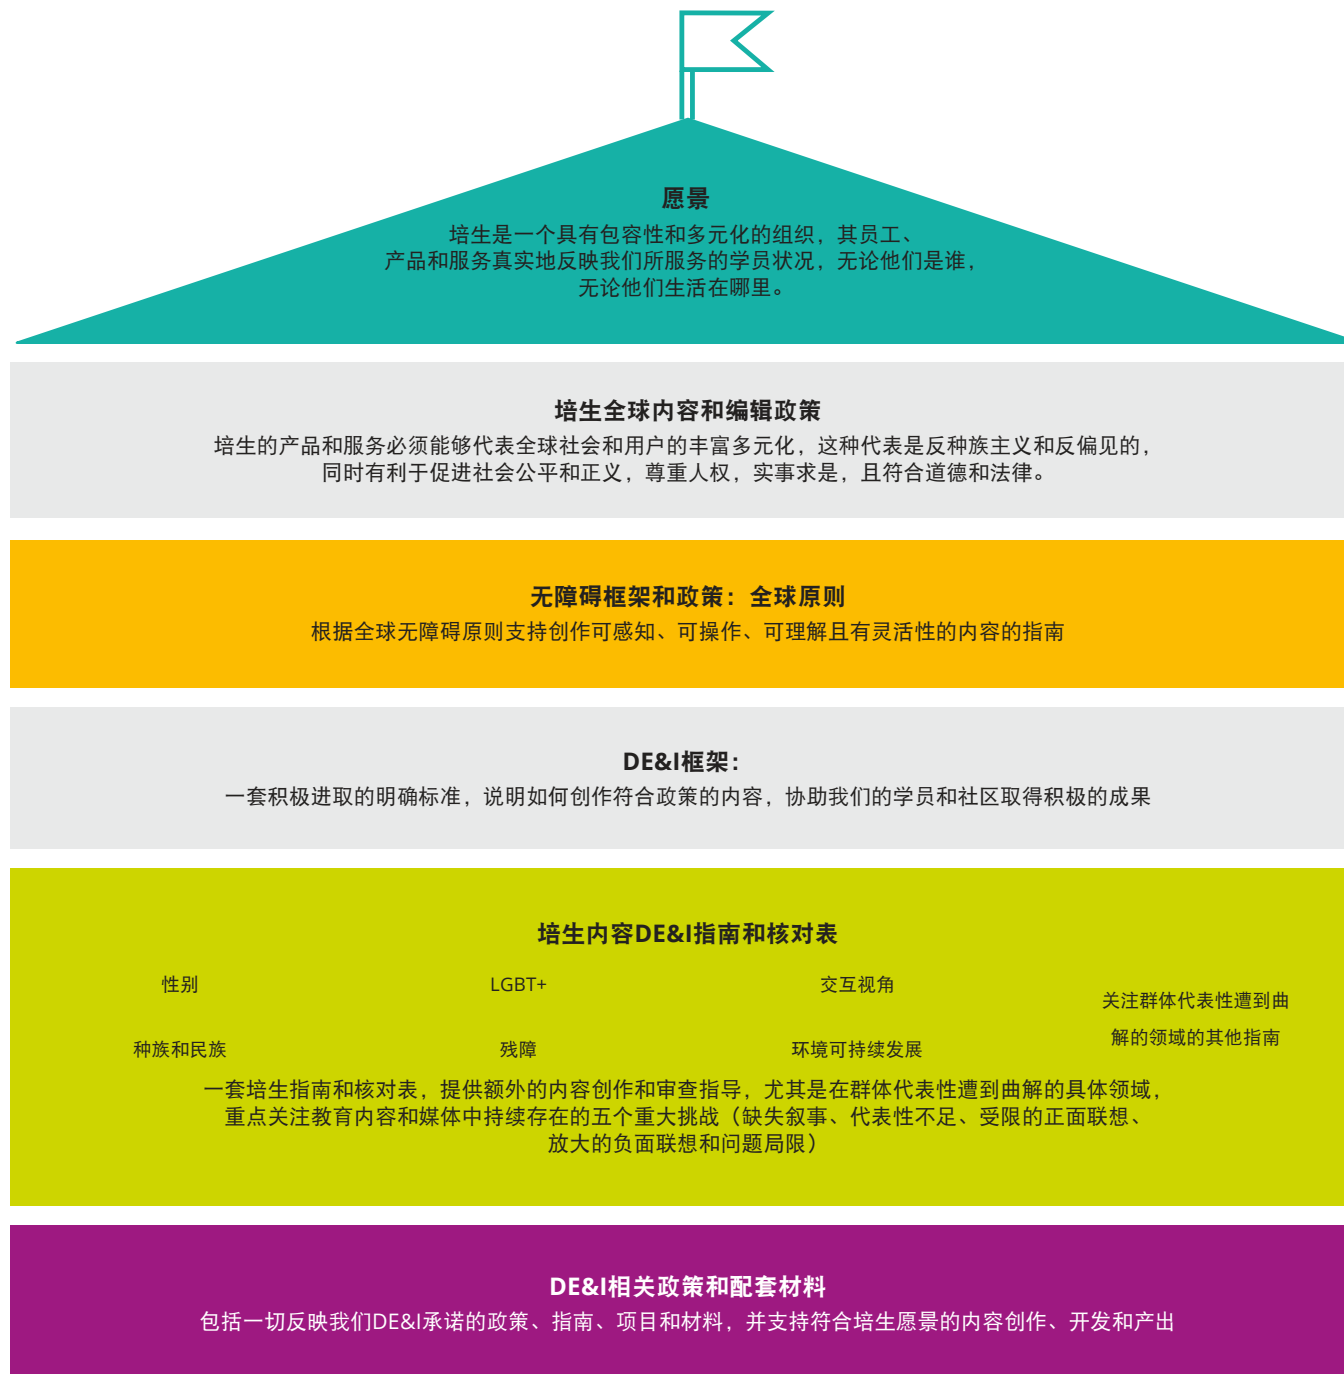 愿景
培生是一个具有包容性和多元化的组织，其员工、
产品和服务真实地反映我们所服务的学员状况，无论他们是谁，
无论他们生活在哪里。
培生全球内容和编辑政策
培生的产品和服务必须能够代表全球社会和用户的丰富多元化，这种代表是反种族主义和反偏见的，
同时有利于促进社会公平和正义，尊重人权，实事求是，且符合道德和法律。
无障碍框架和政策：全球原则
根据全球无障碍原则支持创作可感知、可操作、可理解且有灵活性的内容的指南
DE&I框架：
一套积极进取的明确标准，说明如何创作符合政策的内容，协助我们的学员和社区取得积极的成果
培生内容DE&I指南和核对表
性别
LGBT+
交互视角
关注群体代表性遭到曲
解的领域的其他指南
种族和民族
残障
环境可持续发展
一套培生指南和核对表，提供额外的内容创作和审查指导，尤其是在群体代表性遭到曲解的具体领域，
重点关注教育内容和媒体中持续存在的五个重大挑战（缺失叙事、代表性不足、受限的正面联想、
放大的负面联想和问题局限）
DE&I相关政策和配套材料
包括一切反映我们DE&I承诺的政策、指南、项目和材料，并支持符合培生愿景的内容创作、开发和产出